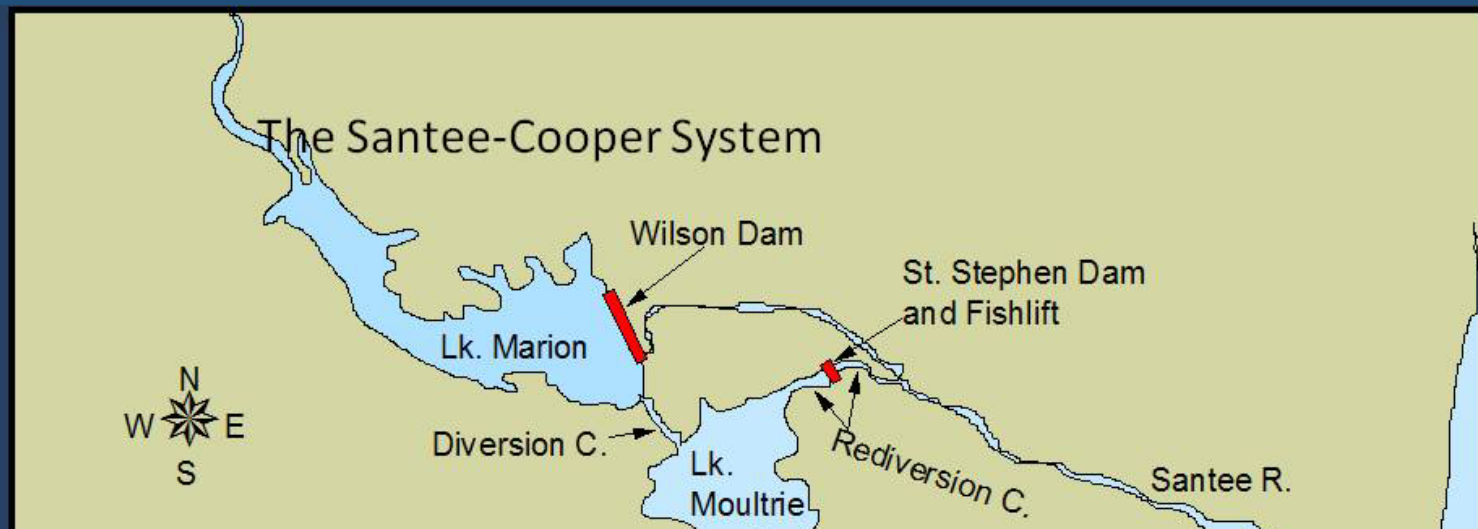 The Santee-Cooper System
Wilson Dam
St. Stephen Dam
and Fishlift
Lk. Marion
N
W E
S
Diversion C.
Lk.
Moultrie
Rediversion C.
Santee R.